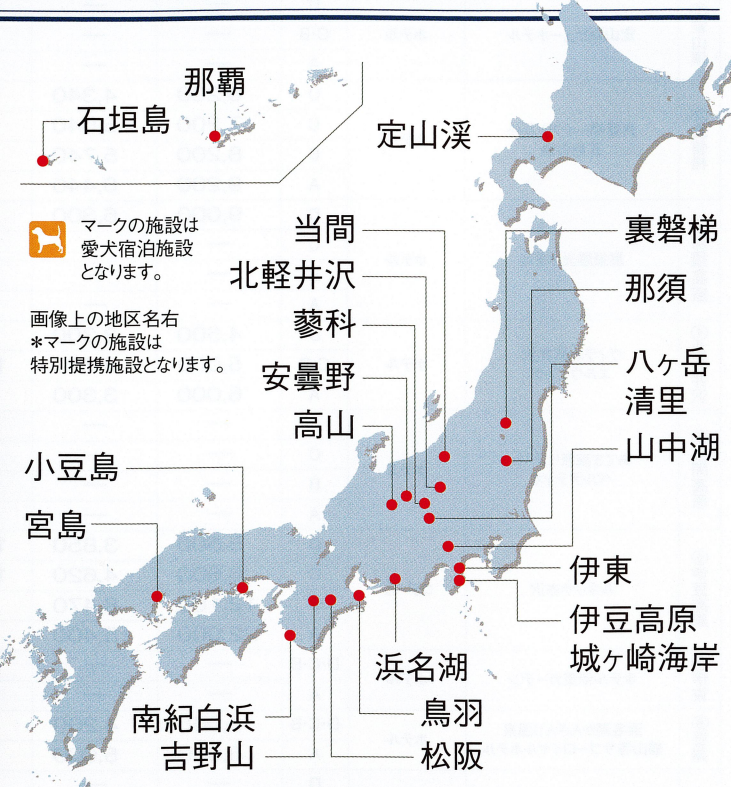 那覇
石垣島
定山渓
マークの施設は
愛犬宿泊施設
となります。
画像上の地区名右
*マークの施設は
特別提携施設となります。
当間
北軽井沢
蓼科
安曇野
高山
小豆島
宮島
裏磐梯
那須
八ヶ岳
清里
山中湖
伊東
伊豆高原
城ヶ崎海岸
浜名湖
鳥羽
松阪
南紀白浜
吉野山